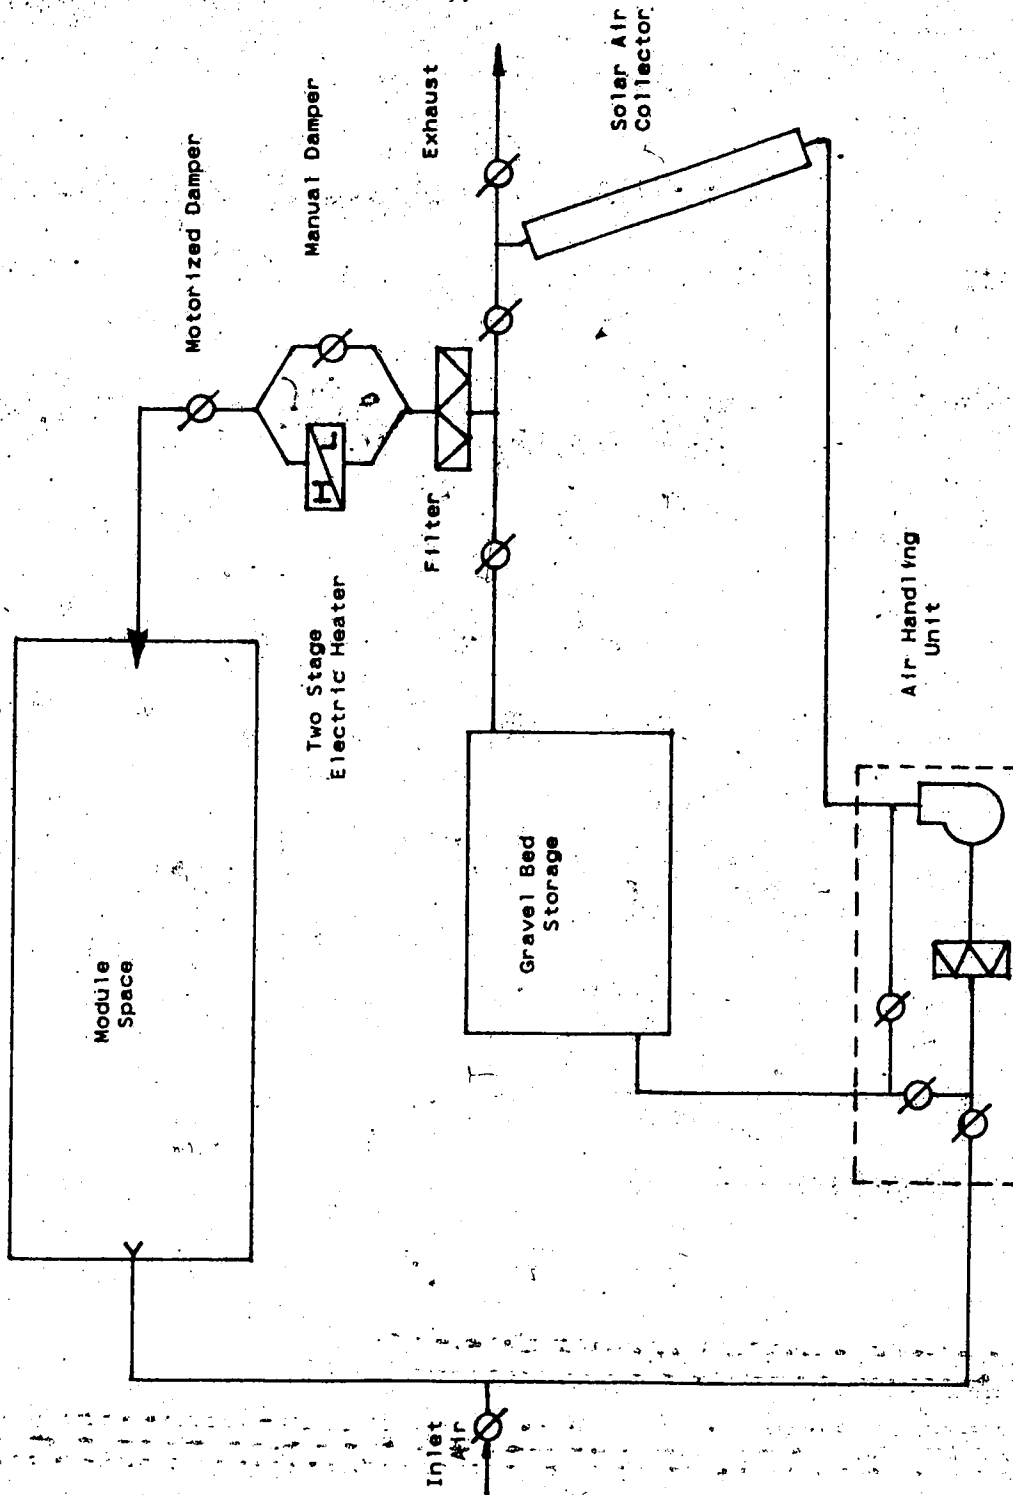 Solar Air
Collector
Exhaust
Manual Damper
Motorized Damper
Filter
H L
Two Stage
Electric Heater
Air Handling
Unit
Gravel Bed
Storage
Module
Space
Inlet
Air